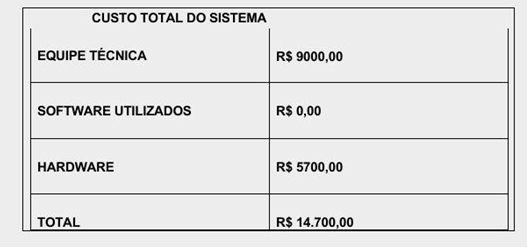 CUSTO TOTAL DO SISTEMA
EQUIPE TÉCNICA R$ 9000,00
SOFTWARE UTILIZADOS R$ 0,00
HARDWARE R$ 5700,00
TOTAL R$ 14.700,00